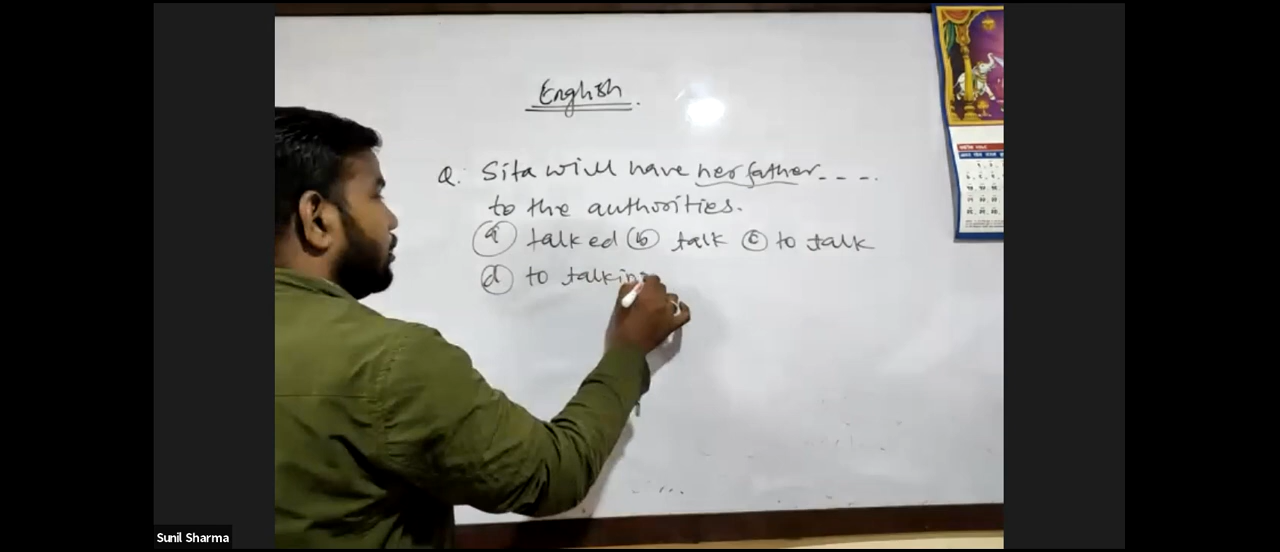 English.
Q. Sita will have her father - - - -.
to the authorities.
(a) talked (b) talk (c) to talk
(d) to talkin
Sunil Sharma